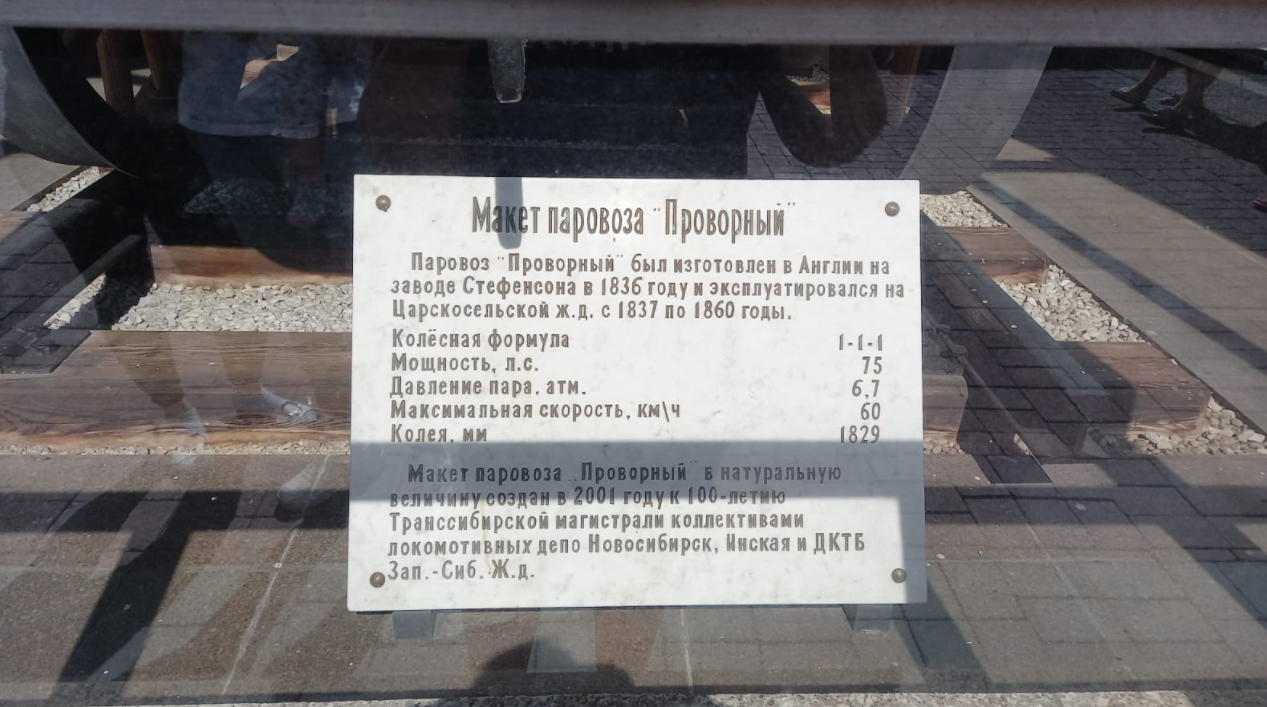 Макет паровоза "Проворный"
Паровоз "Проворный" был изготовлен в Англии на
заводе Стефенсона в 1836 году и эксплуатировался на
Царскосельской ж.д. с 1837 по 1860 годы.
Колёсная формула 1-1-1
Мощность, л.с. 75
Давление пара, атм. 6,7
Максимальная скорость, км\ч 60
Колея, мм 1829
Макет паровоза "Проворный" в натуральную
величину создан в 2001 году к 100-летию
Транссибирской магистрали коллективами
локомотивных депо Новосибирск, Инская и ДКТБ
Зап.-Сиб. Ж.д.